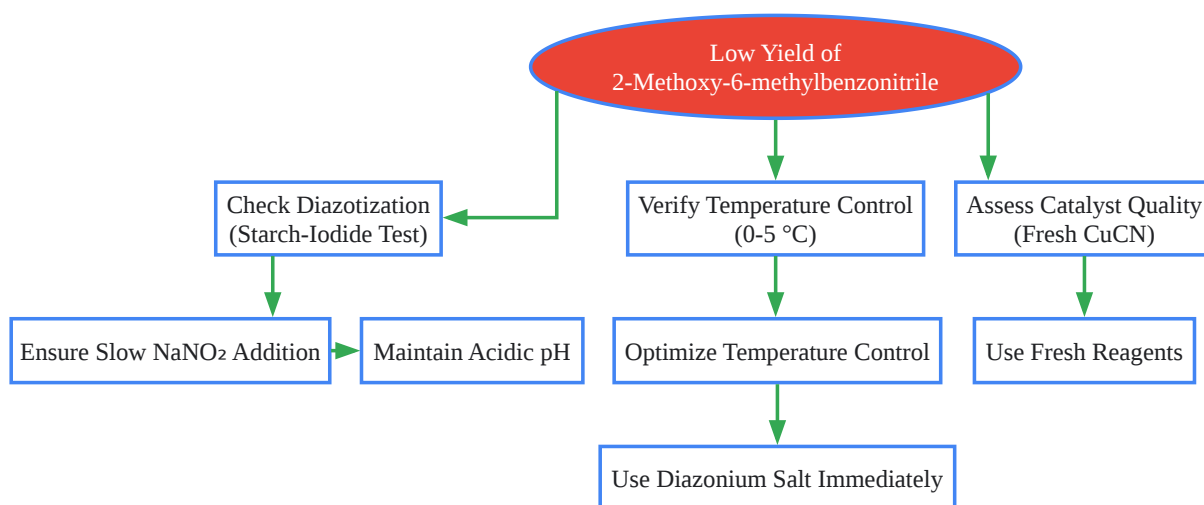 Low Yield of
2-Methoxy-6-methylbenzonitrile
Check Diazotization
(Starch-Iodide Test)
Verify Temperature Control
(0-5 °C)
Assess Catalyst Quality
(Fresh CuCN)
Ensure Slow NaNO₂ Addition
Maintain Acidic pH
Optimize Temperature Control
Use Fresh Reagents
Use Diazonium Salt Immediately